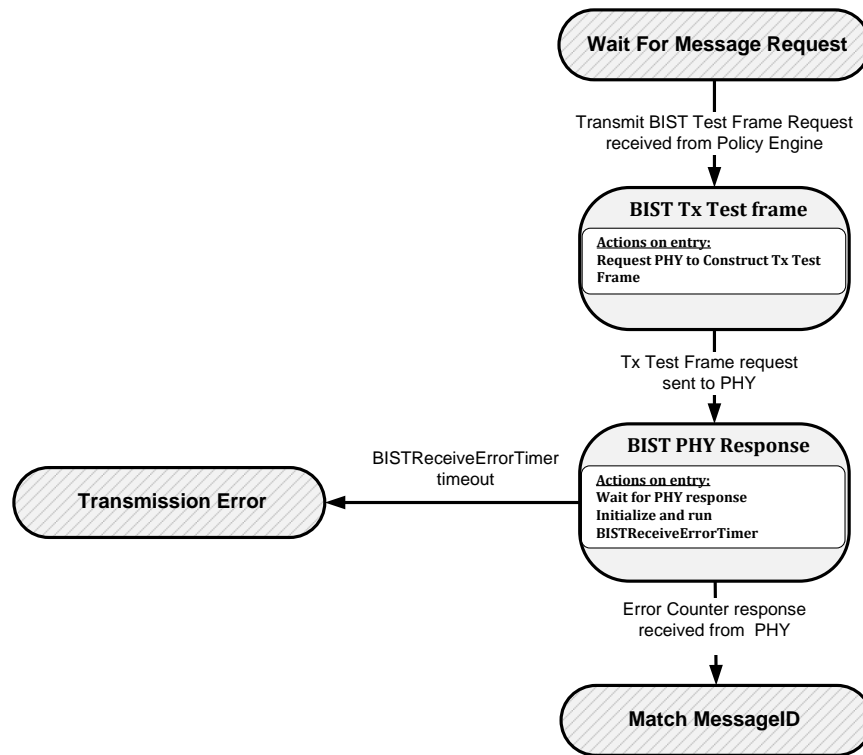 Wait For Message Request
Transmit BIST Test Frame Request
received from Policy Engine
BIST Tx Test frame
Actions on entry:
Request PHY to Construct Tx Test
Frame
Tx Test Frame request
sent to PHY
BIST PHY Response
Actions on entry:
Wait for PHY response
Initialize and run
BISTReceiveErrorTimer
BISTReceiveErrorTimer
timeout
Transmission Error
Error Counter response
received from PHY
Match MessageID